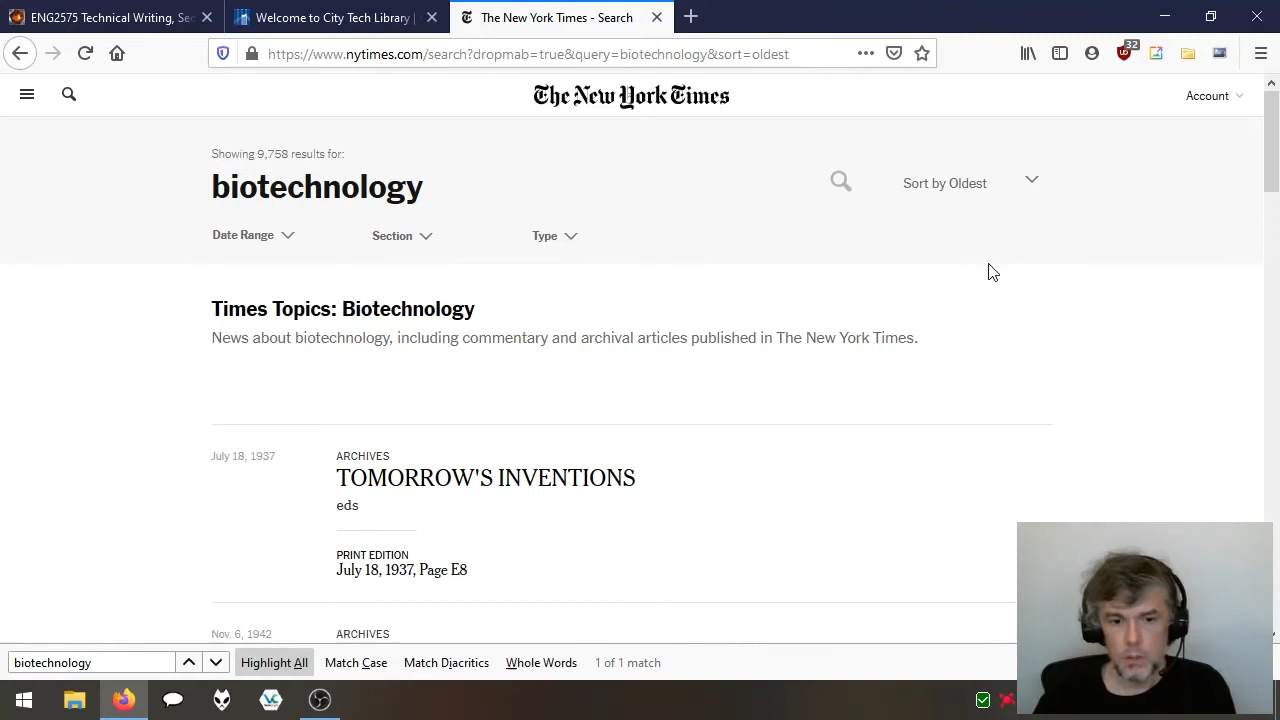 ENG2575 Technical Writing, Sec
Welcome to City Tech Library |
The New York Times - Search
https://www.nytimes.com/search?dropmab=true&query=biotechnology&sort=oldest
32
The New York Times
Account
Showing 9,758 results for:
biotechnology
Sort by Oldest
Date Range
Section
Type
Times Topics: Biotechnology
News about biotechnology, including commentary and archival articles published in The New York Times.
July 18, 1937
ARCHIVES
TOMORROW'S INVENTIONS
eds
PRINT EDITION
July 18, 1937, Page E8
Nov. 6, 1942
ARCHIVES
biotechnology
Highlight All
Match Case
Match Diacritics
Whole Words
1 of 1 match